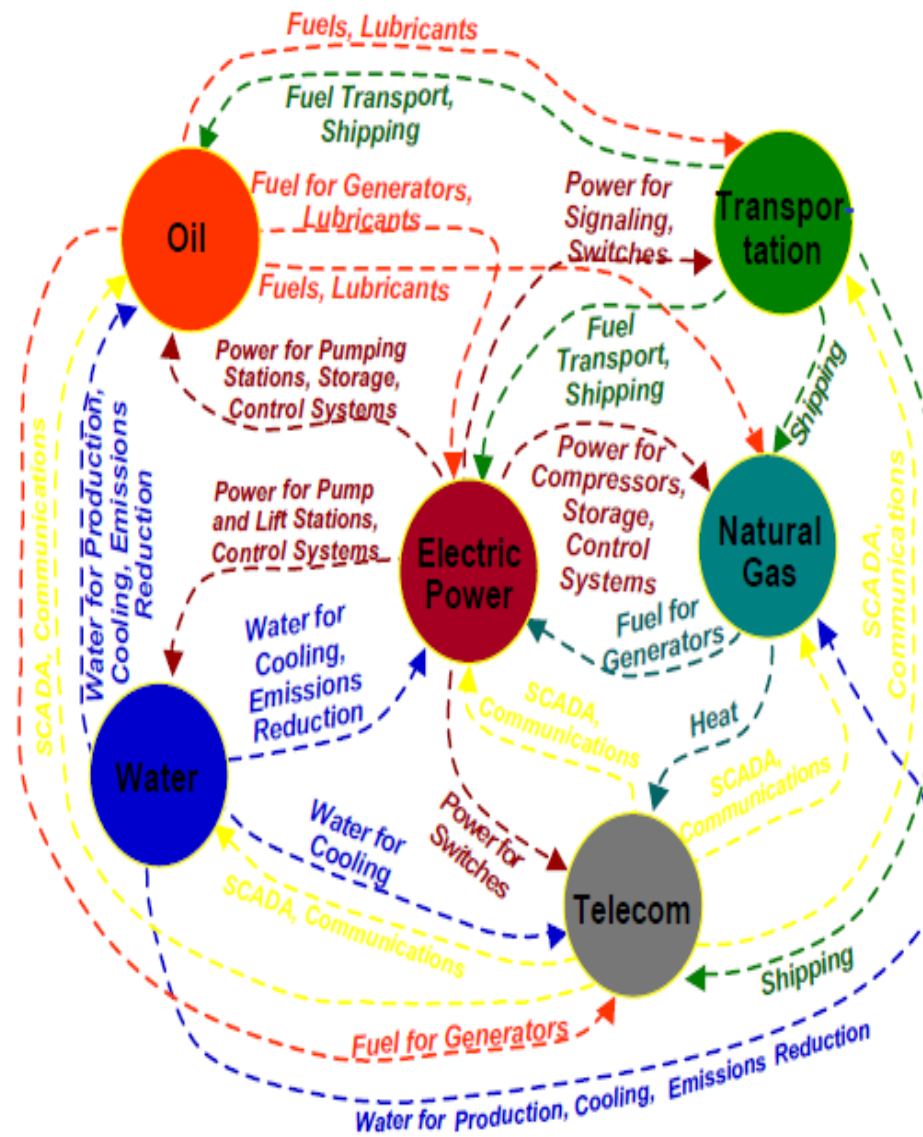 Fuels, Lubricants
Fuel Transport,
Shipping
Oil
Fuel for Generators,
Lubricants
Power for
Signaling,
Switches
Transpor-
tation
Fuels, Lubricants
Fuel
Transport,
Shipping
Shipping
Power for Pumping
Stations, Storage,
Control Systems
Power for
Compressors,
Storage,
Control
Systems
Natural
Gas
SCADA,
Communications
Water for Production,
Cooling, Emissions
Reduction
SCADA, Communications
Power for Pump
and Lift Stations,
Control Systems
Electric
Power
Fuel for
Generators
Water for
Cooling,
Emissions
Reduction
SCADA,
Communications
Heat
SCADA,
Communications
Water
Water for
Cooling
Power for
Switches
SCADA, Communications
Telecom
Shipping
Fuel for Generators
Water for Production, Cooling, Emissions Reduction